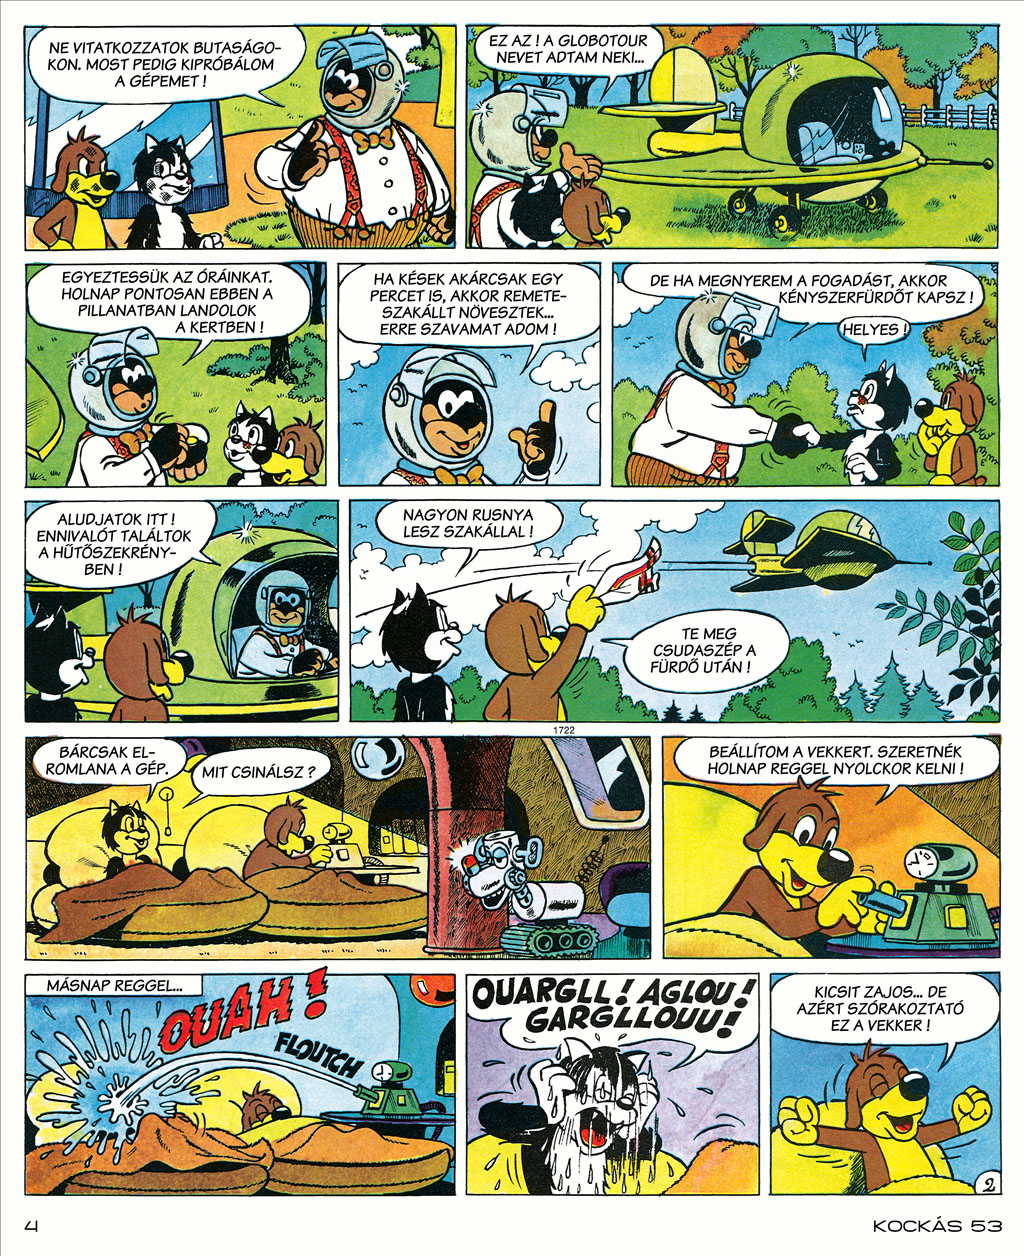 NE VITATKOZZATOK BUTASÁGO-
KON. MOST PEDIG KIPRÓBÁLOM
A GÉPEMET !
EZ AZ ! A GLOBOTOUR
NEVET ADTAM NEKI...
EGYEZTESSÜK AZ ÓRÁINKAT.
HOLNAP PONTOSAN EBBEN A
PILLANATBAN LANDOLOK
A KERTBEN !
HA KÉSEK AKÁRCSAK EGY
PERCET IS, AKKOR REMETE-
SZAKÁLLT NÖVESZTEK...
ERRE SZAVAMAT ADOM !
DE HA MEGNYEREM A FOGADÁST, AKKOR
KÉNYSZERFÜRDŐT KAPSZ !
HELYES !
ALUDJATOK ITT !
ENNIVALÓT TALÁLTOK
A HŰTŐSZEKRÉNY-
BEN !
NAGYON RUSNYA
LESZ SZAKÁLLAL !
TE MEG
CSUDASZÉP A
FÜRDŐ UTÁN !
1722
BÁRCSAK EL-
ROMLANA A GÉP.
MIT CSINÁLSZ ?
BEÁLLÍTOM A VEKKERT. SZERETNÉK
HOLNAP REGGEL NYOLCKOR KELNI !
MÁSNAP REGGEL...
OUAH !
FLOUTCH
OUARGLL ! AGLOU !
GARGLLOUU !
KICSIT ZAJOS... DE
AZÉRT SZÓRAKOZTATÓ
EZ A VEKKER !
2
4
KOCKÁS 53